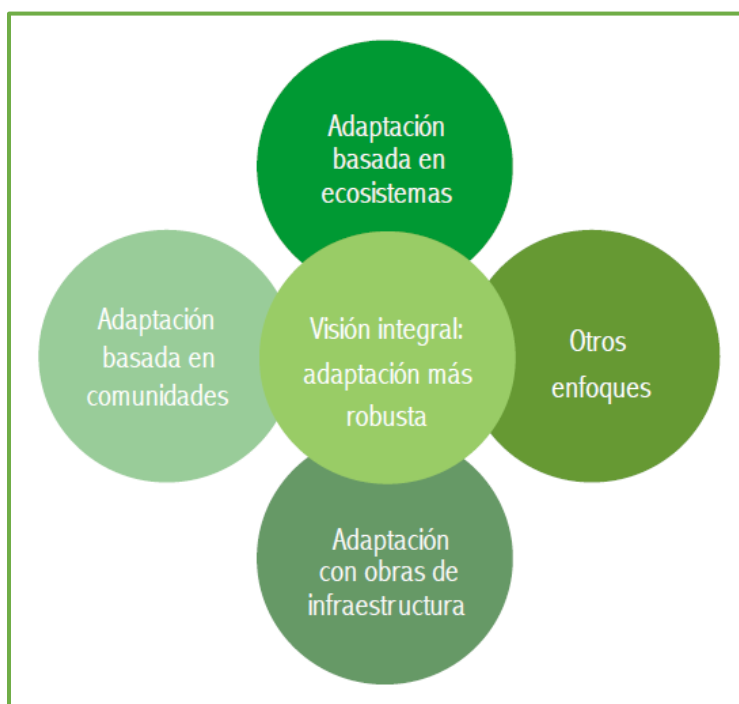 Adaptación
basada en
ecosistemas
Adaptación
basada en
comunidades
Visión integral:
adaptación más
robusta
Otros
enfoques
Adaptación
con obras de
infraestructura